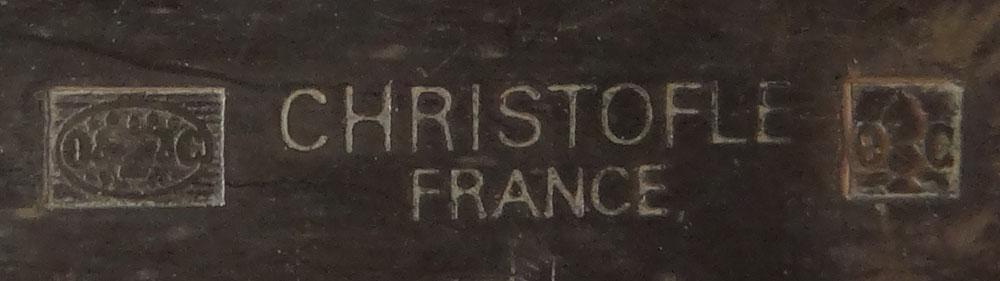 CHRISTOFLE
FRANCE
O C
O C